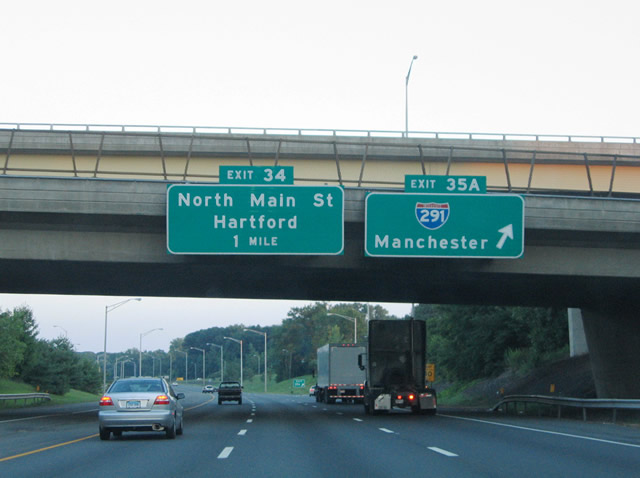 EXIT 34
North Main St
Hartford
1 MILE
EXIT 35A
291
Manchester